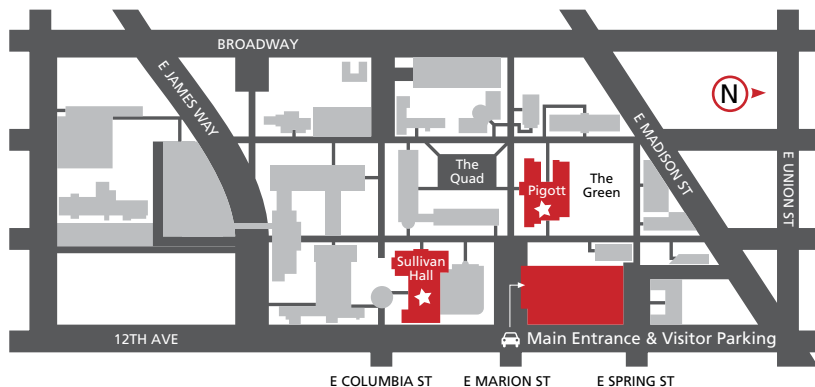 BROADWAY
E JAMES WAY
N
E MADISON ST
E UNION ST
The
Quad
Pigott
The
Green
Sullivan
Hall
12TH AVE
Main Entrance & Visitor Parking
E COLUMBIA ST
E MARION ST
E SPRING ST